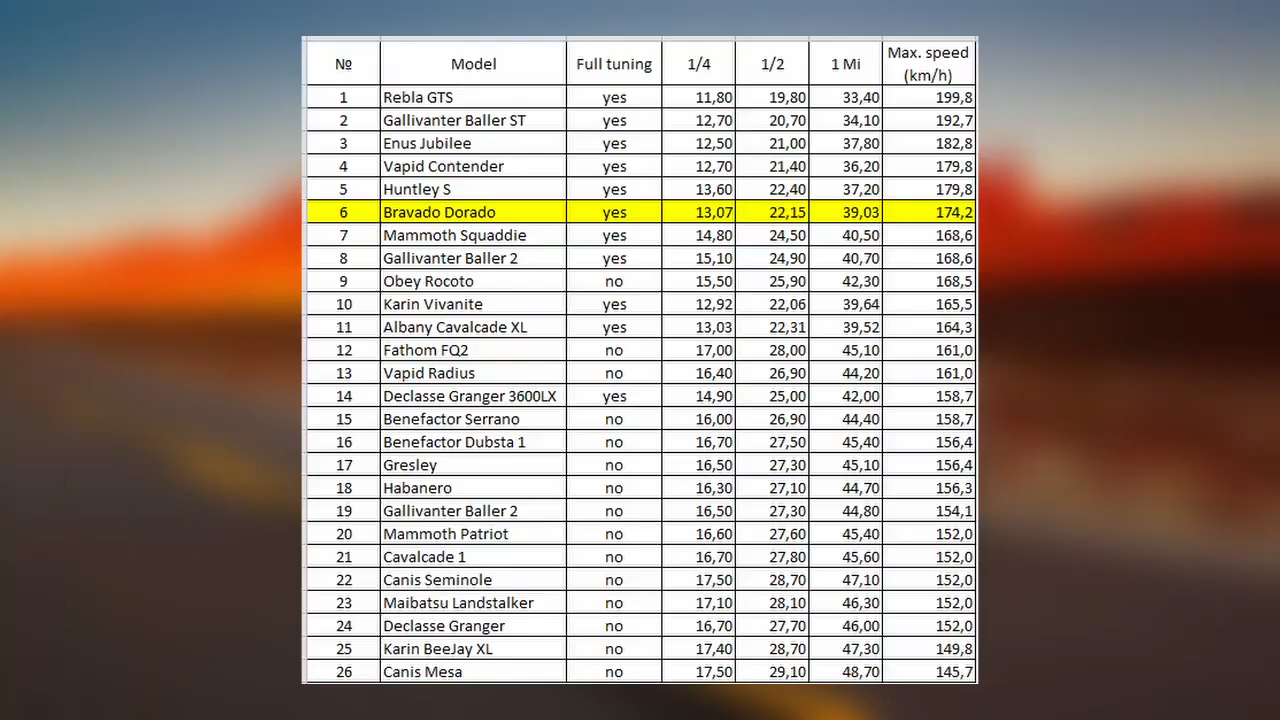 № Model Full tuning 1/4 1/2 1 Mi Max. speed (km/h)
1 Rebla GTS yes 11,80 19,80 33,40 199,8
2 Gallivanter Baller ST yes 12,70 20,70 34,10 192,7
3 Enus Jubilee yes 12,50 21,00 37,80 182,8
4 Vapid Contender yes 12,70 21,40 36,20 179,8
5 Huntley S yes 13,60 22,40 37,20 179,8
6 Bravado Dorado yes 13,07 22,15 39,03 174,2
7 Mammoth Squaddie yes 14,80 24,50 40,50 168,6
8 Gallivanter Baller 2 yes 15,10 24,90 40,70 168,6
9 Obey Rocoto no 15,50 25,90 42,30 168,5
10 Karin Vivanite yes 12,92 22,06 39,64 165,5
11 Albany Cavalcade XL yes 13,03 22,31 39,52 164,3
12 Fathom FQ2 no 17,00 28,00 45,10 161,0
13 Vapid Radius no 16,40 26,90 44,20 161,0
14 Declasse Granger 3600LX yes 14,90 25,00 42,00 158,7
15 Benefactor Serrano no 16,00 26,90 44,40 158,7
16 Benefactor Dubsta 1 no 16,70 27,50 45,40 156,4
17 Gresley no 16,50 27,30 45,10 156,4
18 Habanero no 16,30 27,10 44,70 156,3
19 Gallivanter Baller 2 no 16,50 27,30 44,80 154,1
20 Mammoth Patriot no 16,60 27,60 45,40 152,0
21 Cavalcade 1 no 16,70 27,80 45,60 152,0
22 Canis Seminole no 17,50 28,70 47,10 152,0
23 Maibatsu Landstalker no 17,10 28,10 46,30 152,0
24 Declasse Granger no 16,70 27,70 46,00 152,0
25 Karin BeeJay XL no 17,40 28,70 47,30 149,8
26 Canis Mesa no 17,50 29,10 48,70 145,7